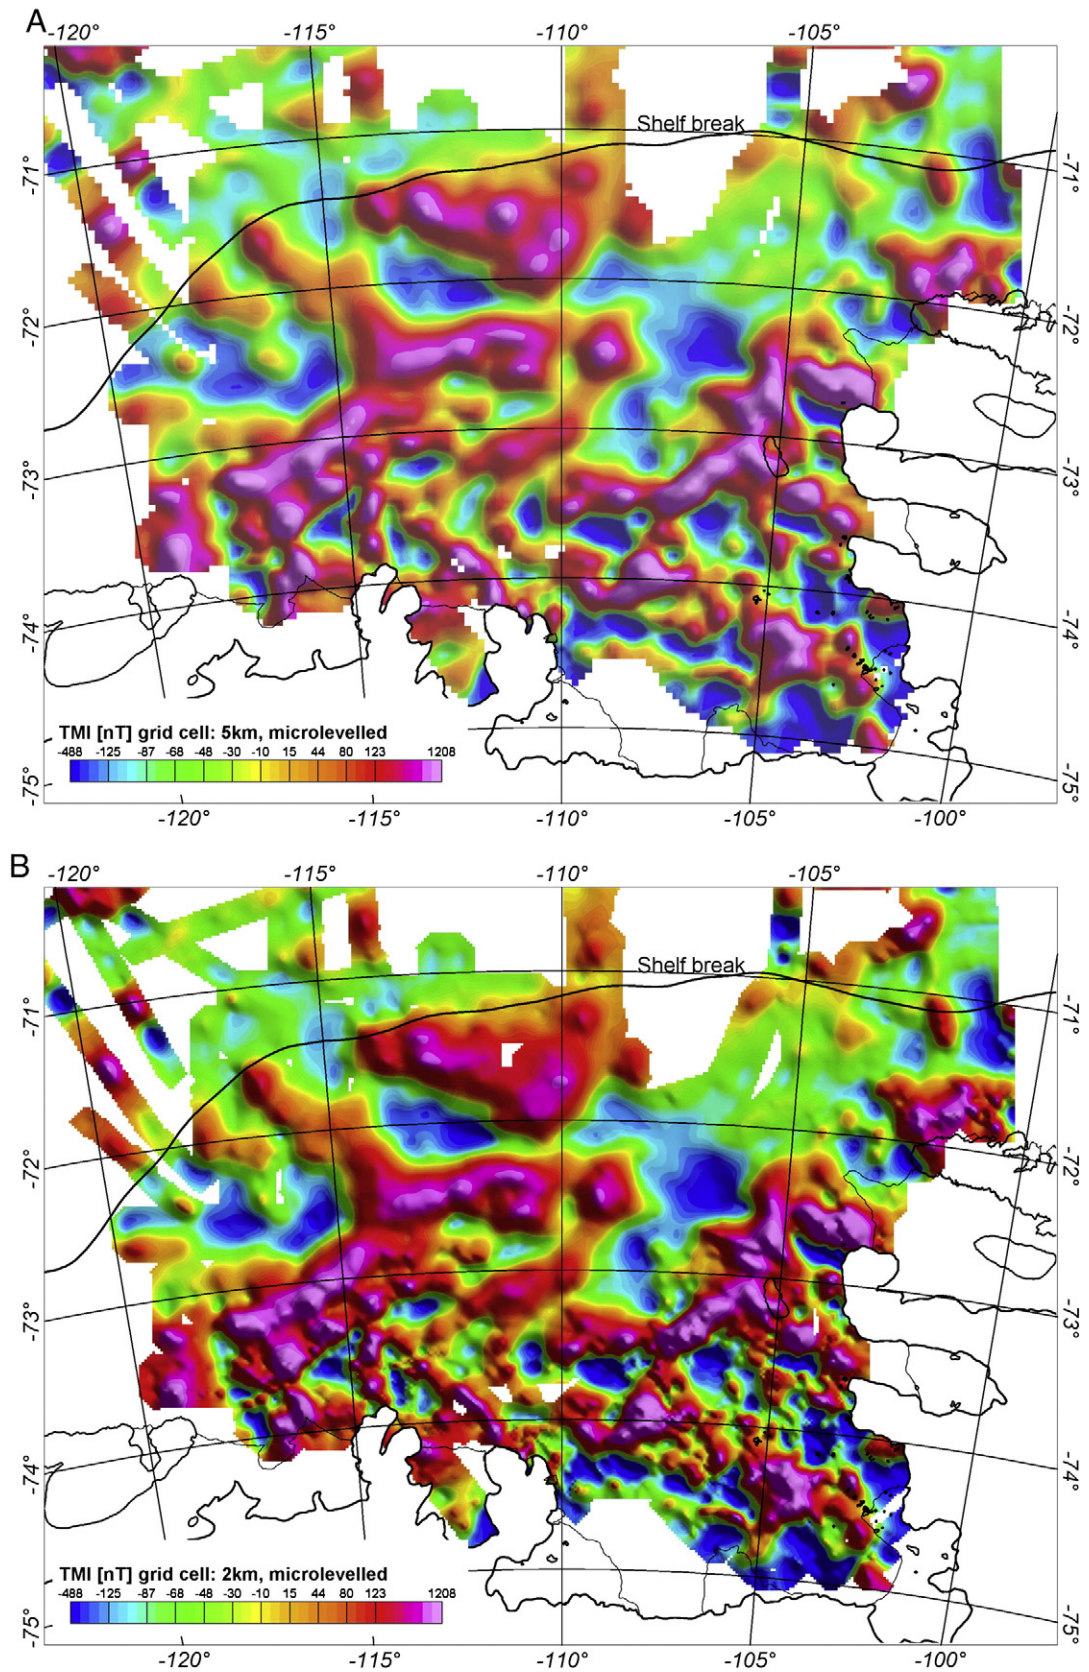 A
-120° -115° -110° -105°
Shelf break
-71° -71°
-72° -72°
-73° -73°
-74° -74°
TMI [nT] grid cell: 5km, microlevelled
-488 -125 -87 -68 -48 -30 -10 15 44 80 123 1208
-75° -75°
-120° -115° -110° -105° -100°
B
-120° -115° -110° -105°
Shelf break
-71° -71°
-72° -72°
-73° -73°
-74° -74°
TMI [nT] grid cell: 2km, microlevelled
-488 -125 -87 -68 -48 -30 -10 15 44 80 123 1208
-75° -75°
-120° -115° -110° -105° -100°